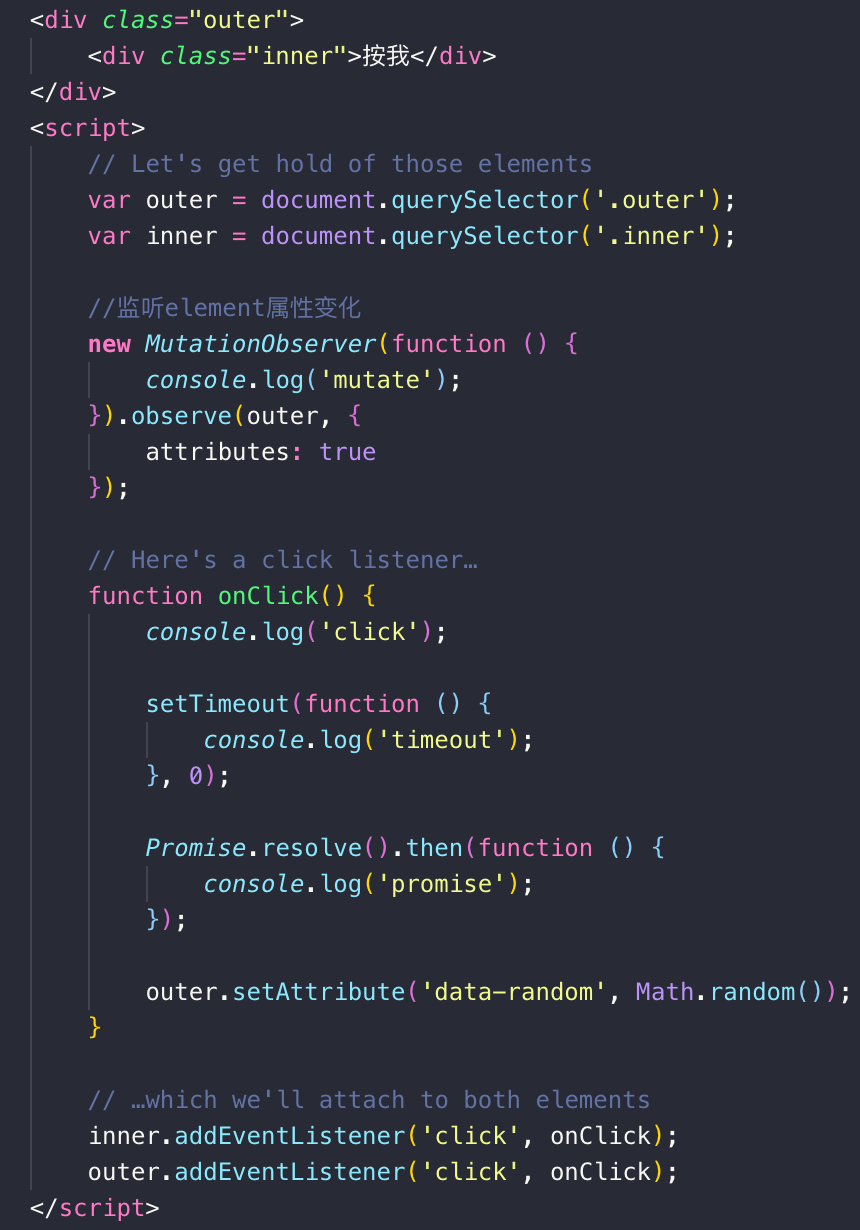 <div class="outer">
    <div class="inner">按我</div>
</div>
<script>
    // Let's get hold of those elements
    var outer = document.querySelector('.outer');
    var inner = document.querySelector('.inner');

    //监听element属性变化
    new MutationObserver(function () {
        console.log('mutate');
    }).observe(outer, {
        attributes: true
    });

    // Here's a click listener…
    function onClick() {
        console.log('click');

        setTimeout(function () {
            console.log('timeout');
        }, 0);

        Promise.resolve().then(function () {
            console.log('promise');
        });

        outer.setAttribute('data-random', Math.random());
    }

    // …which we'll attach to both elements
    inner.addEventListener('click', onClick);
    outer.addEventListener('click', onClick);
</script>